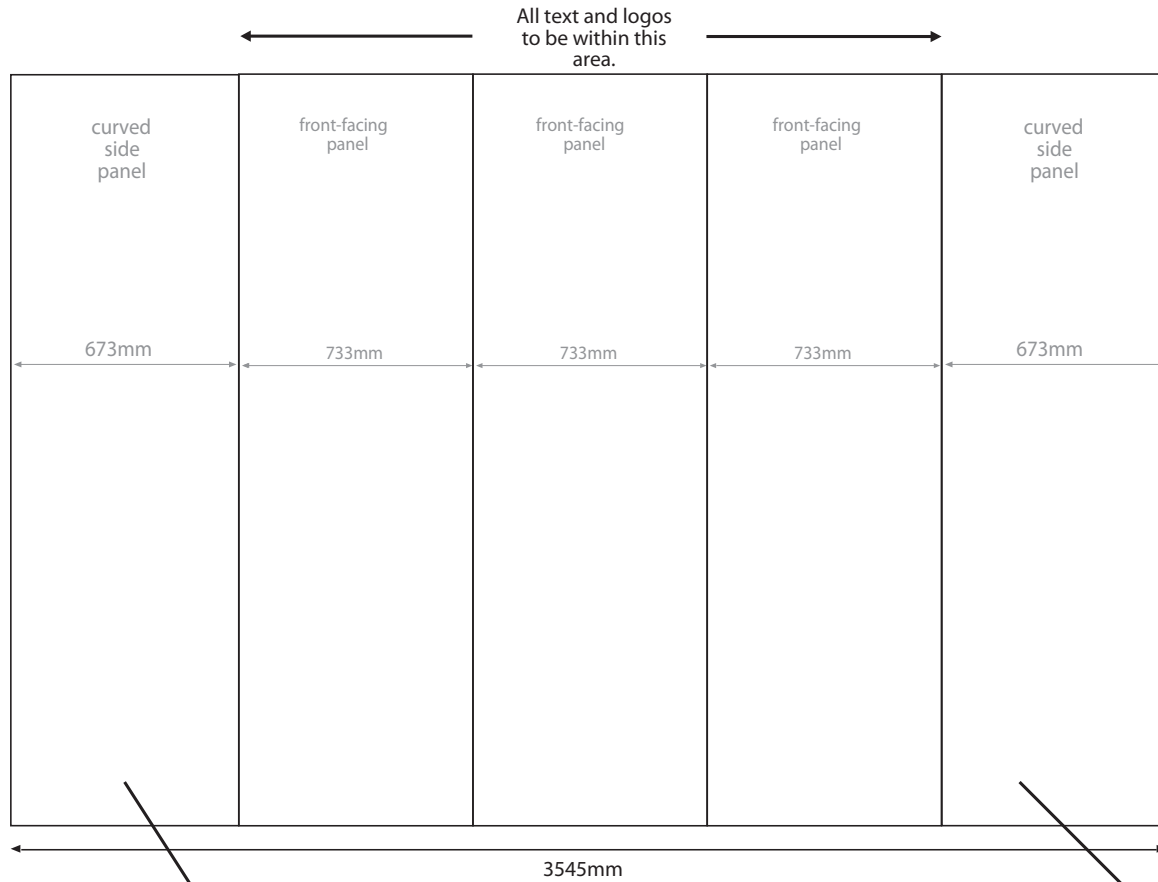 All text and logos
to be within this
area.
curved
side
panel
front-facing
panel
front-facing
panel
front-facing
panel
curved
side
panel
673mm
733mm
733mm
733mm
673mm
3545mm